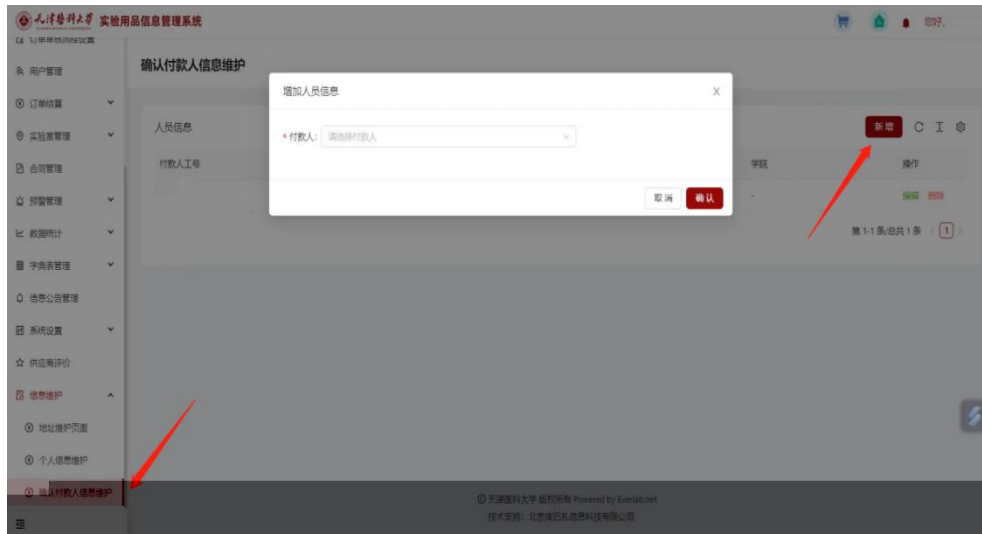 天津医科大学 实验用品信息管理系统
您好,
订单审核流程设置
用户管理
订单结算
实验室管理
合同管理
预警管理
数据统计
字典表管理
信息公告管理
系统设置
供应商评价
信息维护
地址维护页面
个人信息维护
确认付款人信息维护
确认付款人信息维护
人员信息
新增
付款人工号
学院
操作
-
编辑 删除
第 1-1 条/总共 1 条 1
增加人员信息
* 付款人: 请选择付款人
取消
确认
© 天津医科大学 版权所有 Powered by Everlab.net
技术支持: 北京库巴扎信息科技有限公司